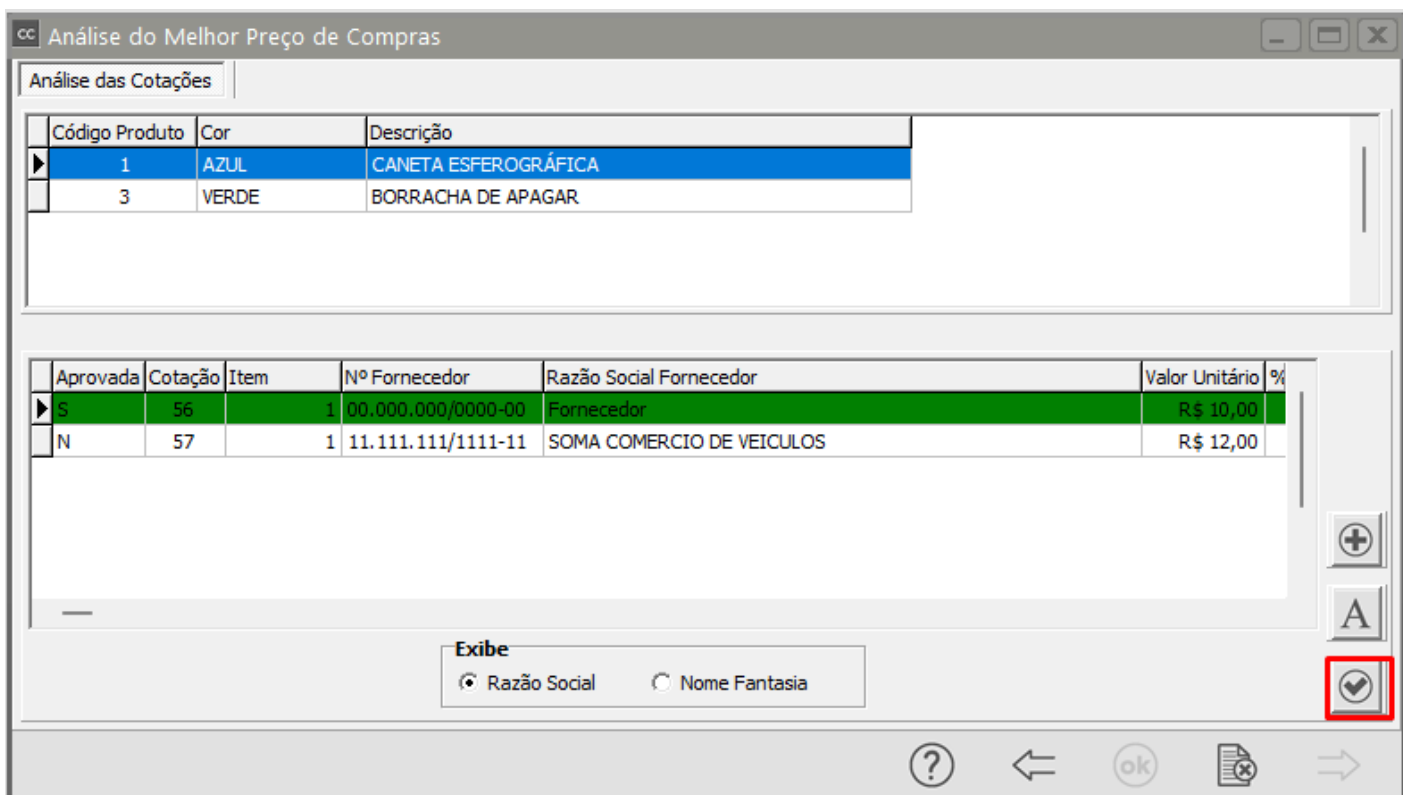 cc Análise do Melhor Preço de Compras
Análise das Cotações
Código Produto Cor Descrição
1 AZUL CANETA ESFEROGRÁFICA
3 VERDE BORRACHA DE APAGAR
Aprovada Cotação Item Nº Fornecedor Razão Social Fornecedor Valor Unitário %
S 56 1 00.000.000/0000-00 Fornecedor R$ 10,00
N 57 1 11.111.111/1111-11 SOMA COMERCIO DE VEICULOS R$ 12,00
A
Exibe
Razão Social Nome Fantasia
? ok